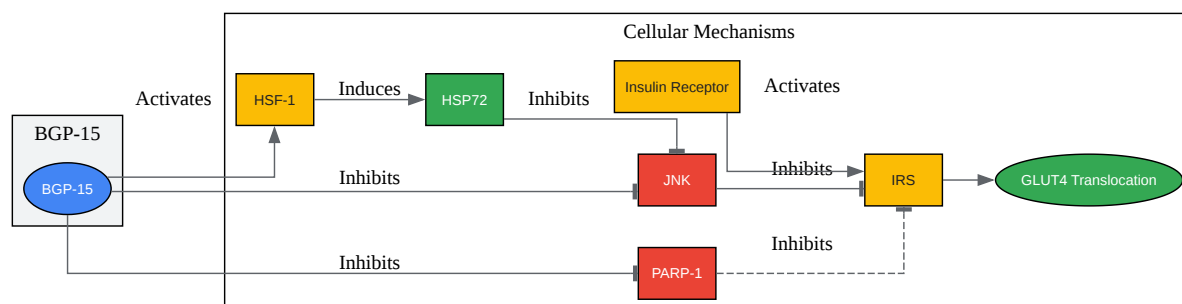 Cellular Mechanisms
Insulin Receptor
Activates
HSF-1
Induces
HSP72
Inhibits
Activates
BGP-15
BGP-15
Inhibits
JNK
Inhibits
IRS
GLUT4 Translocation
Inhibits
PARP-1
Inhibits